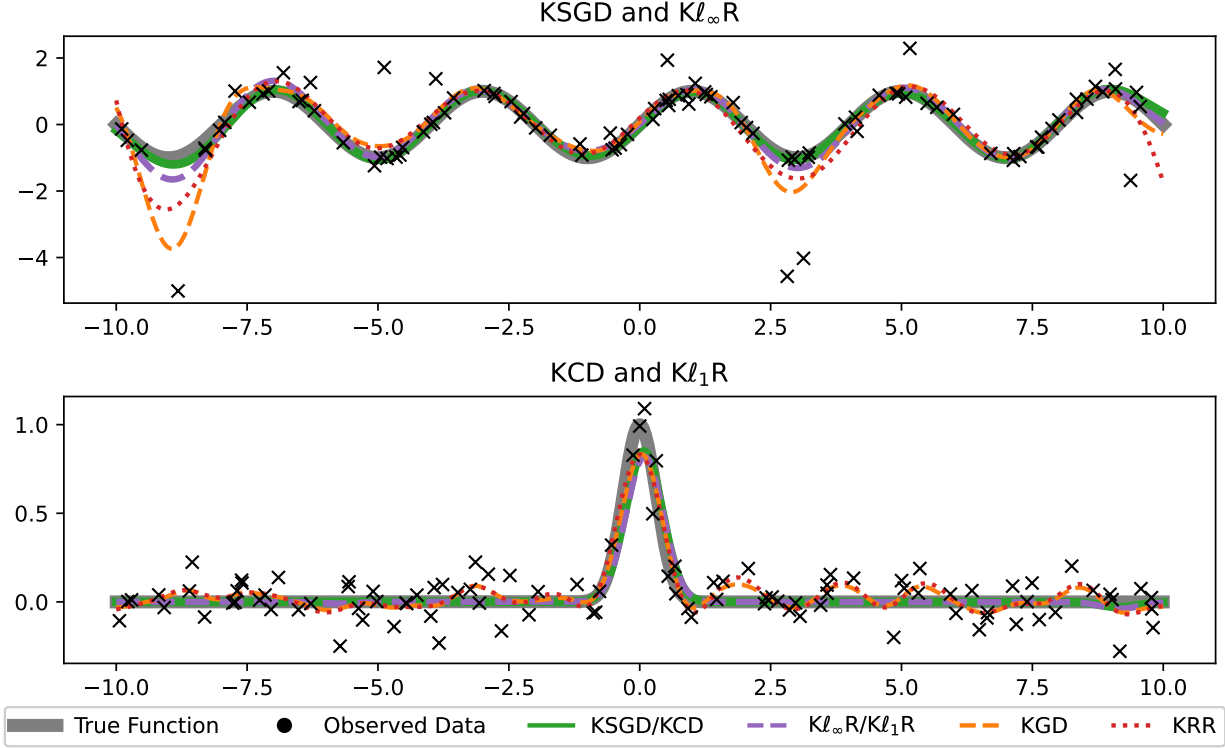 KSGD and Kℓ∞R
2
0
−2
−4
−10.0 −7.5 −5.0 −2.5 0.0 2.5 5.0 7.5 10.0
KCD and Kℓ₁R
1.0
0.5
0.0
−10.0 −7.5 −5.0 −2.5 0.0 2.5 5.0 7.5 10.0
True Function Observed Data KSGD/KCD Kℓ∞R/Kℓ₁R KGD KRR